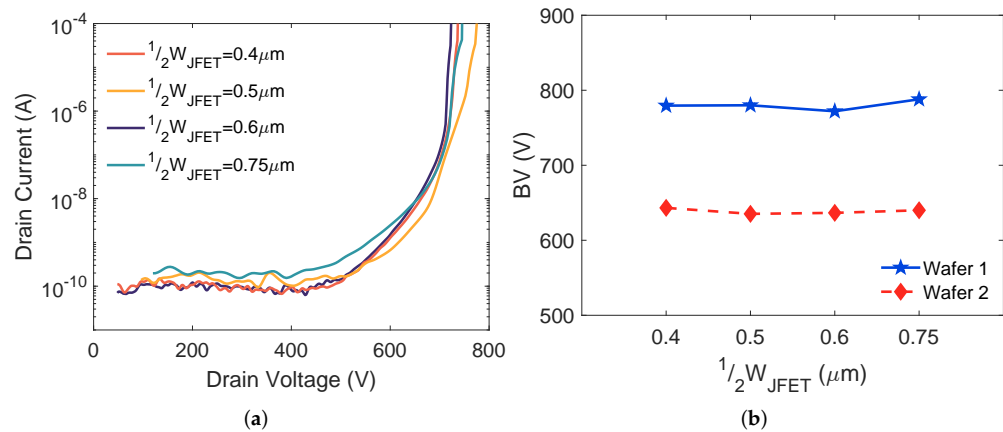 10^-4
10^-6
10^-8
10^-10
Drain Current (A)
1/2W_JFET=0.4μm
1/2W_JFET=0.5μm
1/2W_JFET=0.6μm
1/2W_JFET=0.75μm
0 200 400 600 800
Drain Voltage (V)
(a)
900
800
700
600
500
BV (V)
Wafer 1
Wafer 2
0.4 0.5 0.6 0.75
1/2W_JFET (μm)
(b)